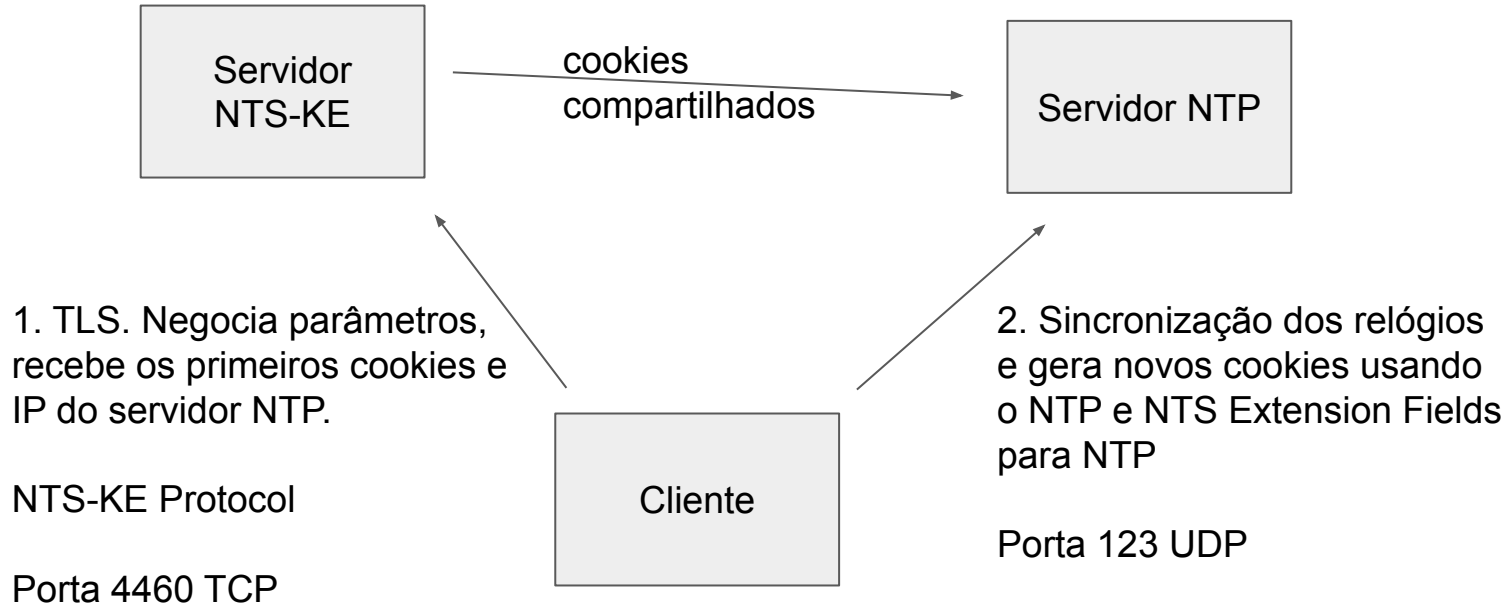 Servidor
NTS-KE
cookies
compartilhados
Servidor NTP
1. TLS. Negocia parâmetros,
recebe os primeiros cookies e
IP do servidor NTP.
NTS-KE Protocol
Porta 4460 TCP
Cliente
2. Sincronização dos relógios
e gera novos cookies usando
o NTP e NTS Extension Fields
para NTP
Porta 123 UDP